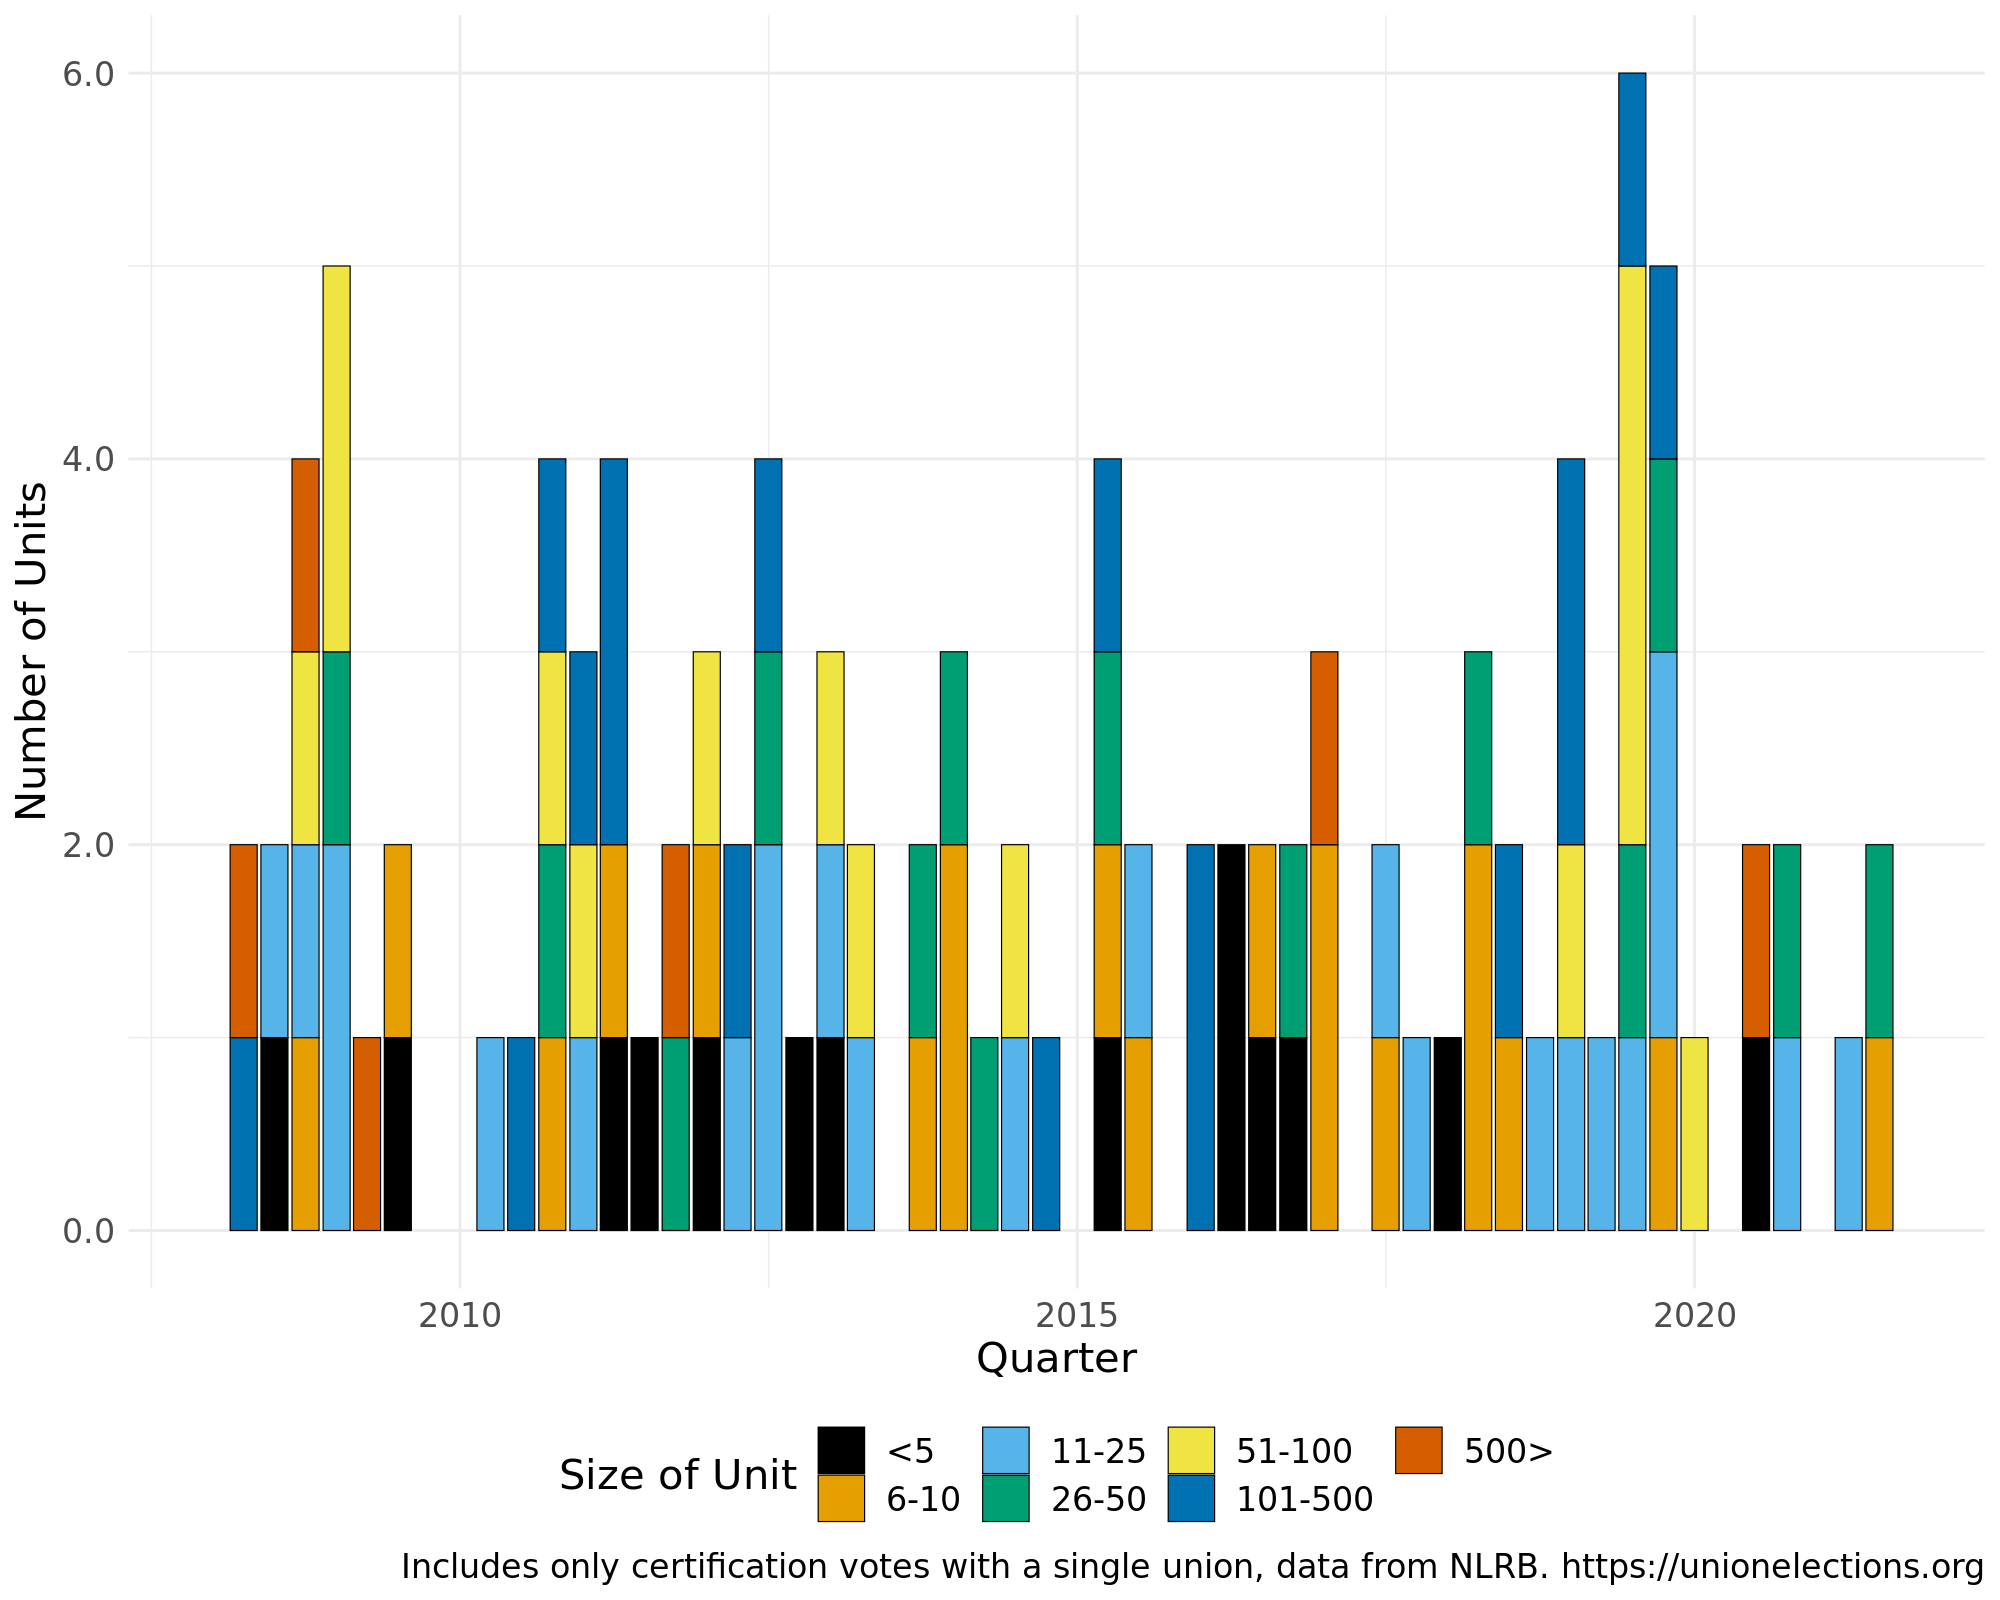 6.0
4.0
2.0
0.0
Number of Units
2010 2015 2020
Quarter
Size of Unit
<5 11-25 51-100 500>
6-10 26-50 101-500
Includes only certification votes with a single union, data from NLRB. https://unionelections.org